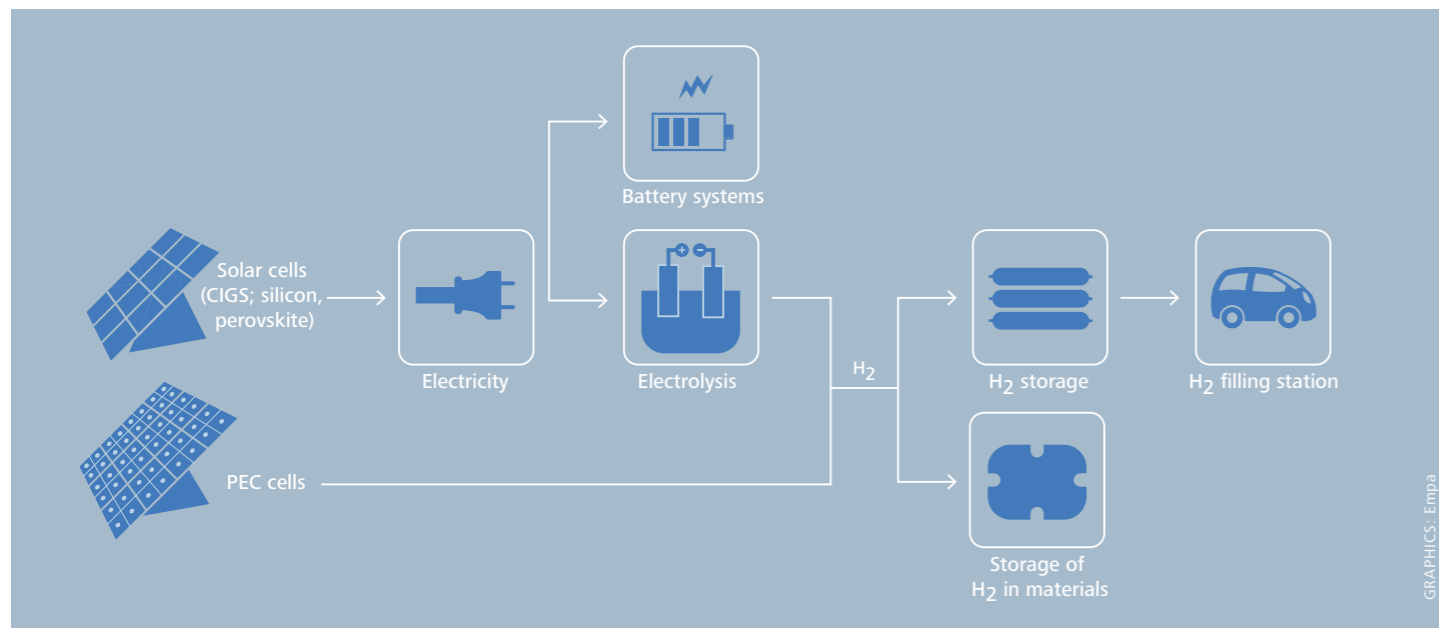 Battery systems
Solar cells
(CIGS; silicon,
perovskite)
Electricity
+ −
Electrolysis
H2
H2 storage
H2 filling station
PEC cells
Storage of
H2 in materials
GRAPHICS: Empa